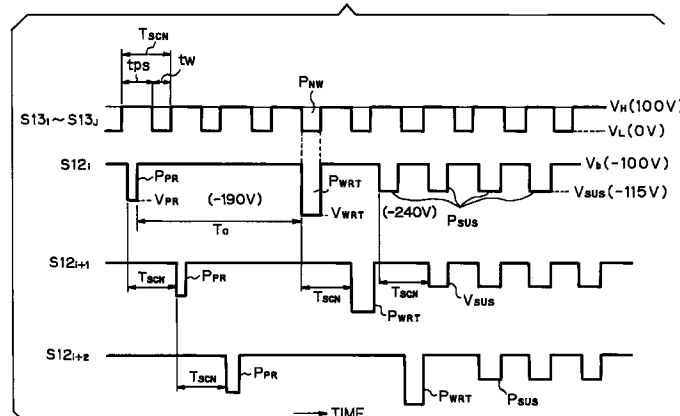 TSCN
tps tw
PNW
S131~S13J
VH(100V)
VL(0V)
S12i
PPR
VPR
(-190V)
Ta
PWRT
VWRT
(-240V)
Vb(-100V)
VSUS(-115V)
PSUS
S12i+1
TSCN
PPR
TSCN
PWRT
TSCN
VSUS
S12i+2
TSCN
PPR
PWRT
PSUS
TIME